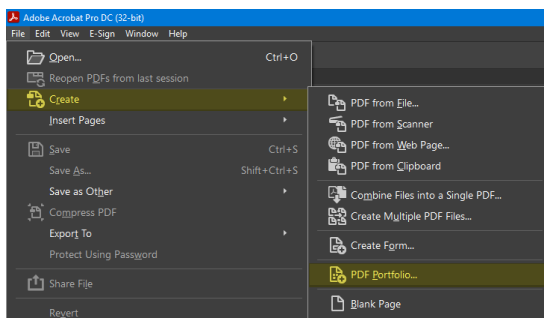 Adobe Acrobat Pro DC (32-bit)
File Edit View E-Sign Window Help
Open... Ctrl+O
Reopen PDFs from last session
Create
Insert Pages
Save Ctrl+S
Save As... Shift+Ctrl+S
Save as Other
Compress PDF
Export To
Protect Using Password
Share File
Revert
PDF from File...
PDF from Scanner
PDF from Web Page...
PDF from Clipboard
Combine Files into a Single PDF...
Create Multiple PDF Files...
Create Form...
PDF Portfolio...
Blank Page